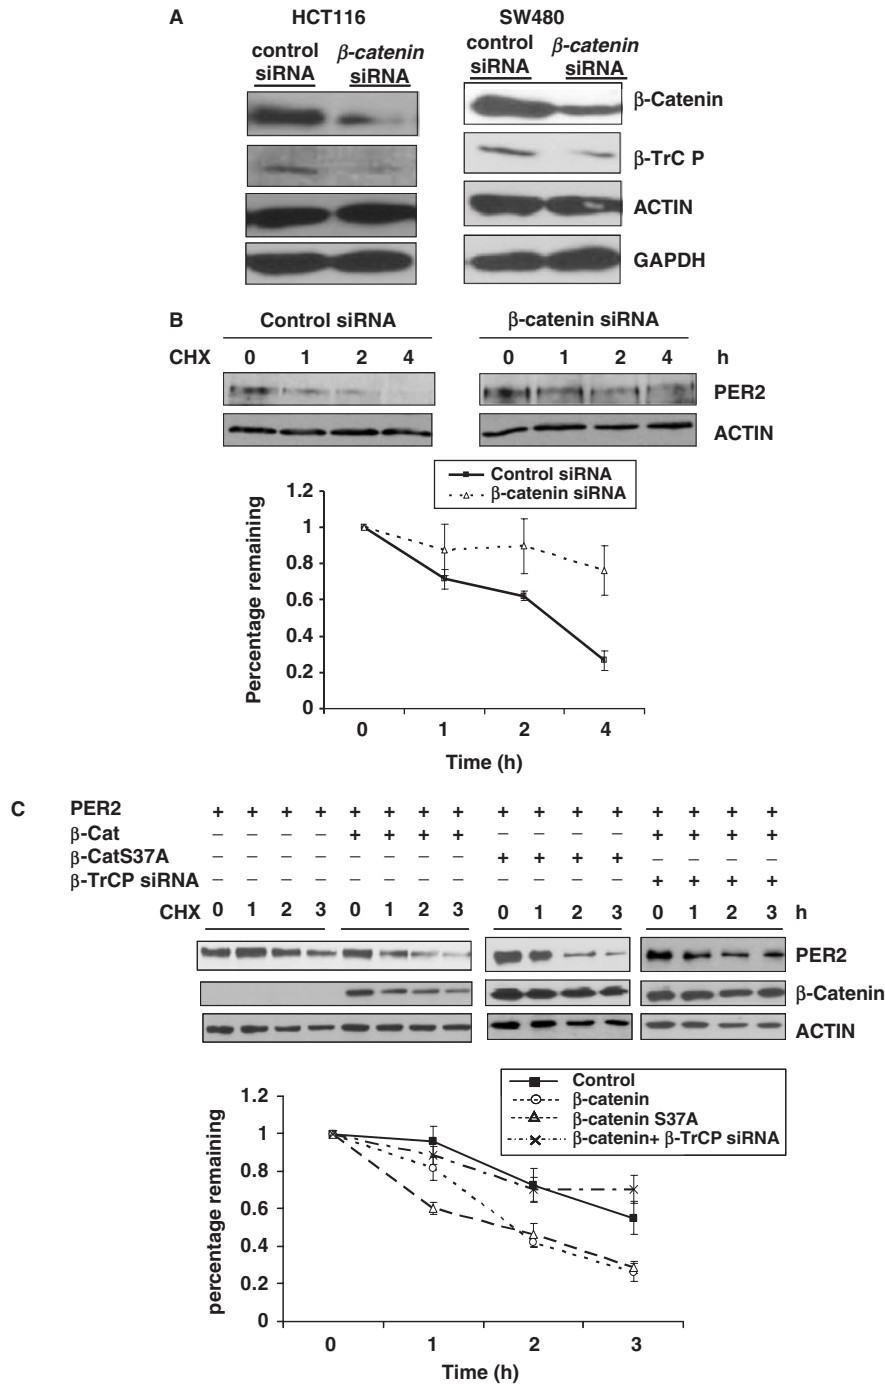 A HCT116 SW480
control siRNA β-catenin siRNA control siRNA β-catenin siRNA
β-Catenin
β-TrC P
ACTIN
GAPDH
B Control siRNA β-catenin siRNA
CHX 0 1 2 4 0 1 2 4 h
PER2
ACTIN
Control siRNA
β-catenin siRNA
Percentage remaining
1.2
1
0.8
0.6
0.4
0.2
0
0 1 2 4
Time (h)
C PER2 + + + + + + + + + + + + + + + +
β-Cat – – – – + + + + – – – – + + + +
β-CatS37A – – – – – – – – + + + + – – – –
β-TrCP siRNA – – – – – – – – – – – – + + + +
CHX 0 1 2 3 0 1 2 3 0 1 2 3 0 1 2 3 h
PER2
β-Catenin
ACTIN
Control
β-catenin
β-catenin S37A
β-catenin+ β-TrCP siRNA
percentage remaining
1.2
1
0.8
0.6
0.4
0.2
0
0 1 2 3
Time (h)